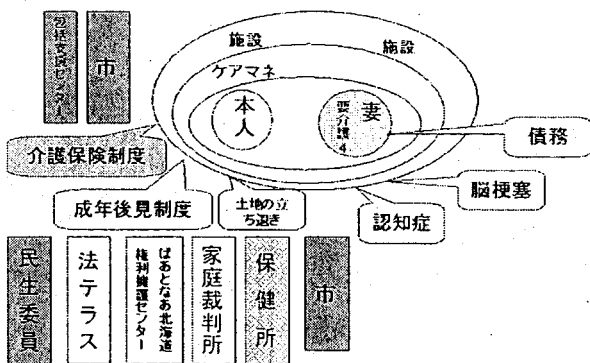 包括支援センター
市
施設
施設
ケアマネ
本人
妻
要介護4
債務
介護保険制度
成年後見制度
土地の立
ち退き
認知症
脳梗塞
民生委員
法テラス
ぱあとなあ北海道
権利擁護センター
家庭裁判所
保健所
市